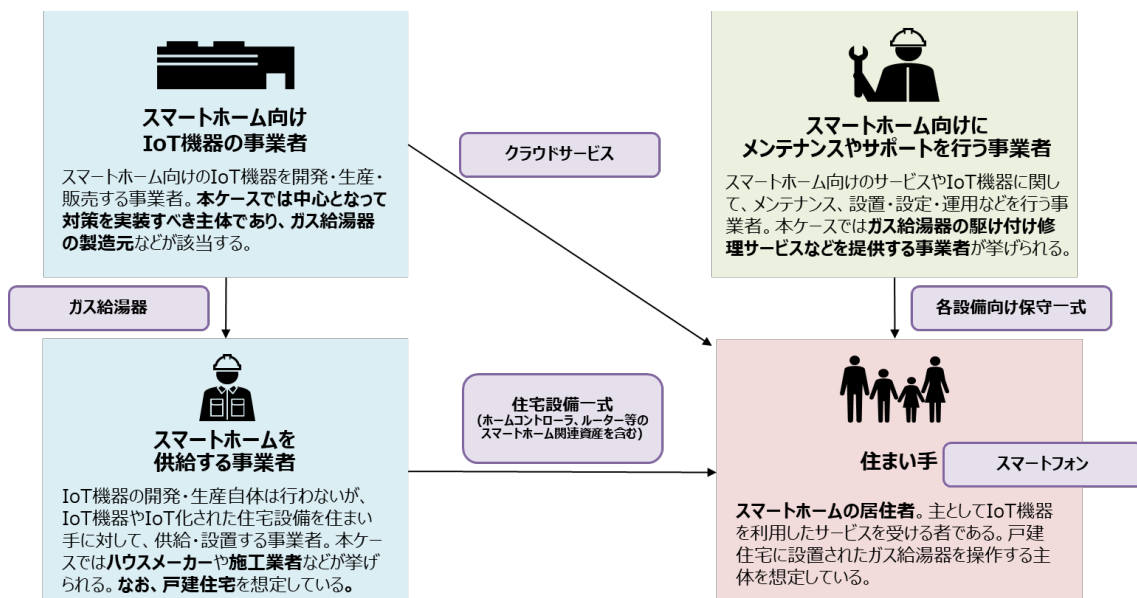 スマートホーム向け
IoT機器の事業者
スマートホーム向けのIoT機器を開発・生産・
販売する事業者。本ケースでは中心となって
対策を実装すべき主体であり、ガス給湯器
の製造元などが該当する。
クラウドサービス
スマートホーム向けに
メンテナンスやサポートを行う事業者
スマートホーム向けのサービスやIoT機器に関し
て、メンテナンス、設置・設定・運用などを行う事
業者。本ケースではガス給湯器の駆け付け修
理サービスなどを提供する事業者が挙げられる。
ガス給湯器
各設備向け保守一式
スマートホームを
供給する事業者
IoT機器の開発・生産自体は行わないが、
IoT機器やIoT化された住宅設備を住まい
手に対して、供給・設置する事業者。本ケー
スではハウスメーカーや施工業者などが挙げ
られる。なお、戸建住宅を想定している。
住宅設備一式
(ホームコントローラ、ルーター等の
スマートホーム関連資産を含む)
住まい手
スマートフォン
スマートホームの居住者。主としてIoT機器
を利用したサービスを受ける者である。戸建
住宅に設置されたガス給湯器を操作する主
体を想定している。